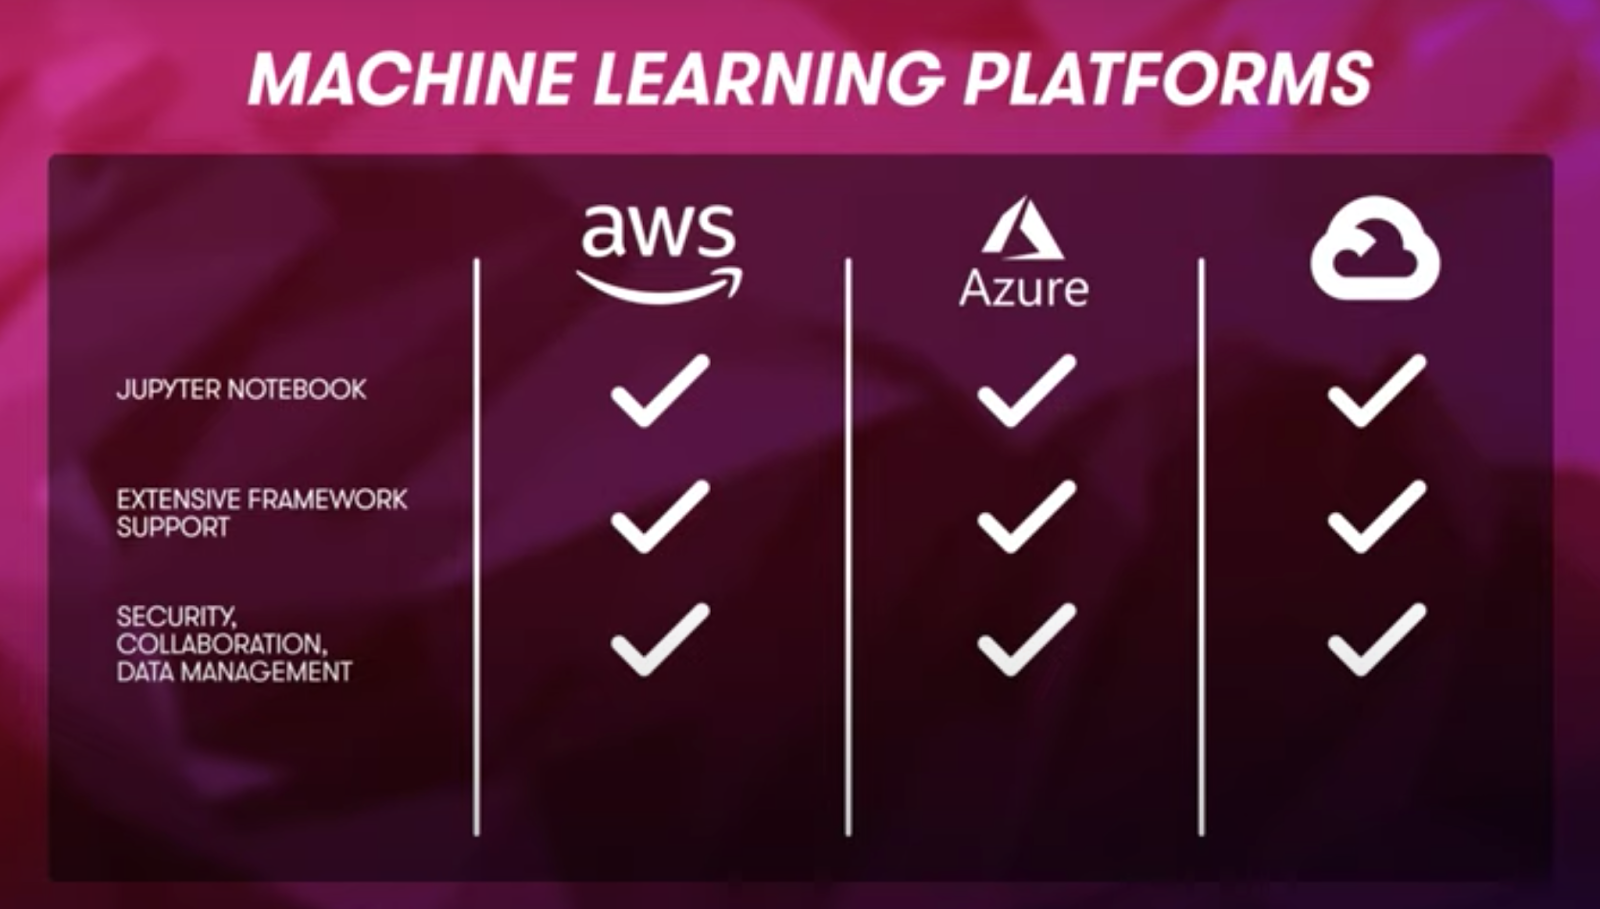 MACHINE LEARNING PLATFORMS
aws
Azure
JUPYTER NOTEBOOK
EXTENSIVE FRAMEWORK
SUPPORT
SECURITY,
COLLABORATION,
DATA MANAGEMENT